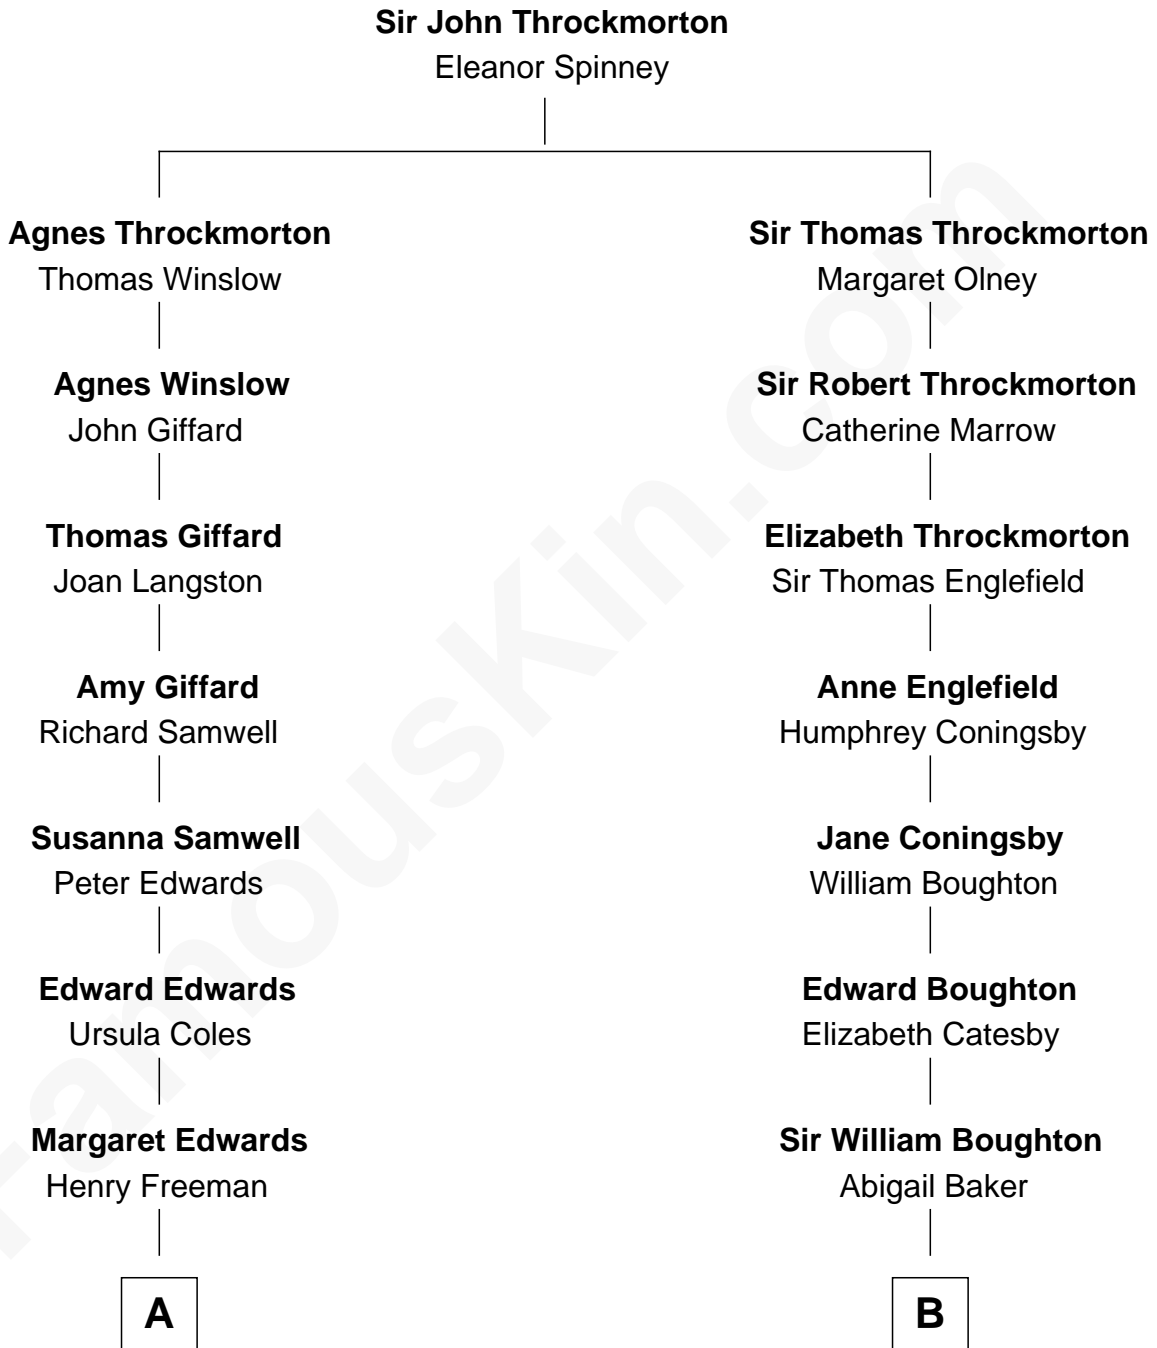 Sir John Throckmorton
Eleanor Spinney
Agnes Throckmorton
Thomas Winslow
Sir Thomas Throckmorton
Margaret Olney
Agnes Winslow
John Giffard
Sir Robert Throckmorton
Catherine Marrow
Thomas Giffard
Joan Langston
Elizabeth Throckmorton
Sir Thomas Englefield
Amy Giffard
Richard Samwell
Anne Englefield
Humphrey Coningsby
Susanna Samwell
Peter Edwards
Jane Coningsby
William Boughton
Edward Edwards
Ursula Coles
Edward Boughton
Elizabeth Catesby
Margaret Edwards
Henry Freeman
Sir William Boughton
Abigail Baker
A
B
FamousKin.com